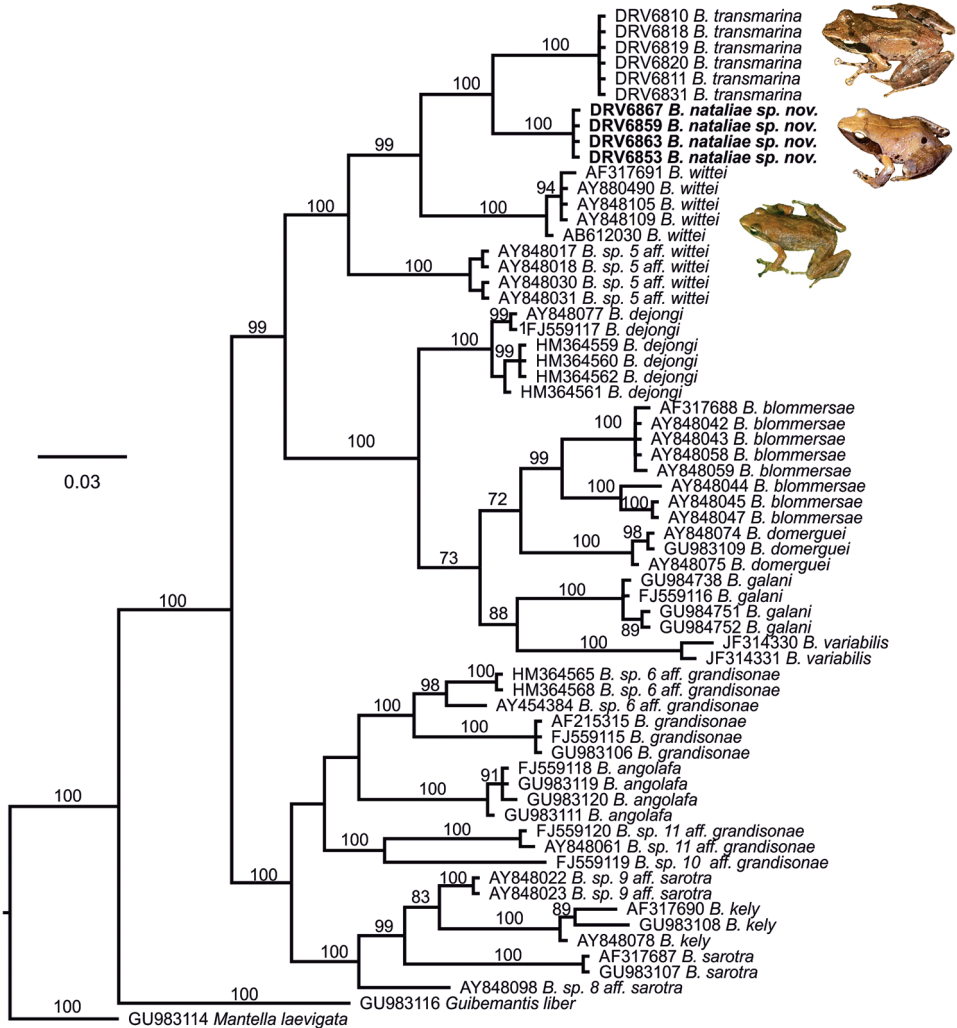 DRV6810 B. transmarina
100
DRV6818 B. transmarina
DRV6819 B. transmarina
DRV6820 B. transmarina
DRV6811 B. transmarina
DRV6831 B. transmarina
100
DRV6867 B. nataliae sp. nov.
100
DRV6859 B. nataliae sp. nov.
DRV6863 B. nataliae sp. nov.
99
DRV6853 B. nataliae sp. nov.
AF317691 B. wittei
94
AY880490 B. wittei
100
100
AY848105 B. wittei
AY848109 B. wittei
AB612030 B. wittei
AY848017 B. sp. 5 aff. wittei
100
AY848018 B. sp. 5 aff. wittei
AY848030 B. sp. 5 aff. wittei
AY848031 B. sp. 5 aff. wittei
99
AY848077 B. dejongi
99
1
FJ559117 B. dejongi
100
HM364559 B. dejongi
99
HM364560 B. dejongi
HM364562 B. dejongi
HM364561 B. dejongi
AF317688 B. blommersae
100
AY848042 B. blommersae
100
AY848043 B. blommersae
99
AY848058 B. blommersae
AY848059 B. blommersae
0.03
100
AY848044 B. blommersae
72
100
AY848045 B. blommersae
AY848047 B. blommersae
98
AY848074 B. domerguei
100
GU983109 B. domerguei
73
AY848075 B. domerguei
GU984738 B. galani
100
FJ559116 B. galani
88
GU984751 B. galani
89
GU984752 B. galani
100
100
JF314330 B. variabilis
JF314331 B. variabilis
100
HM364565 B. sp. 6 aff. grandisonae
98
HM364568 B. sp. 6 aff. grandisonae
100
AY454384 B. sp. 6 aff. grandisonae
AF215315 B. grandisonae
100
FJ559115 B. grandisonae
GU983106 B. grandisonae
91
FJ559118 B. angolafa
GU983119 B. angolafa
100
100
GU983120 B. angolafa
GU983111 B. angolafa
100
FJ559120 B. sp. 11 aff. grandisonae
100
AY848061 B. sp. 11 aff. grandisonae
FJ559119 B. sp. 10 aff. grandisonae
100
100
AY848022 B. sp. 9 aff. sarotra
83
AY848023 B. sp. 9 aff. sarotra
89
AF317690 B. kely
100
GU983108 B. kely
99
AY848078 B. kely
100
100
AF317687 B. sarotra
GU983107 B. sarotra
AY848098 B. sp. 8 aff. sarotra
100
GU983116 Guibemantis liber
100
GU983114 Mantella laevigata